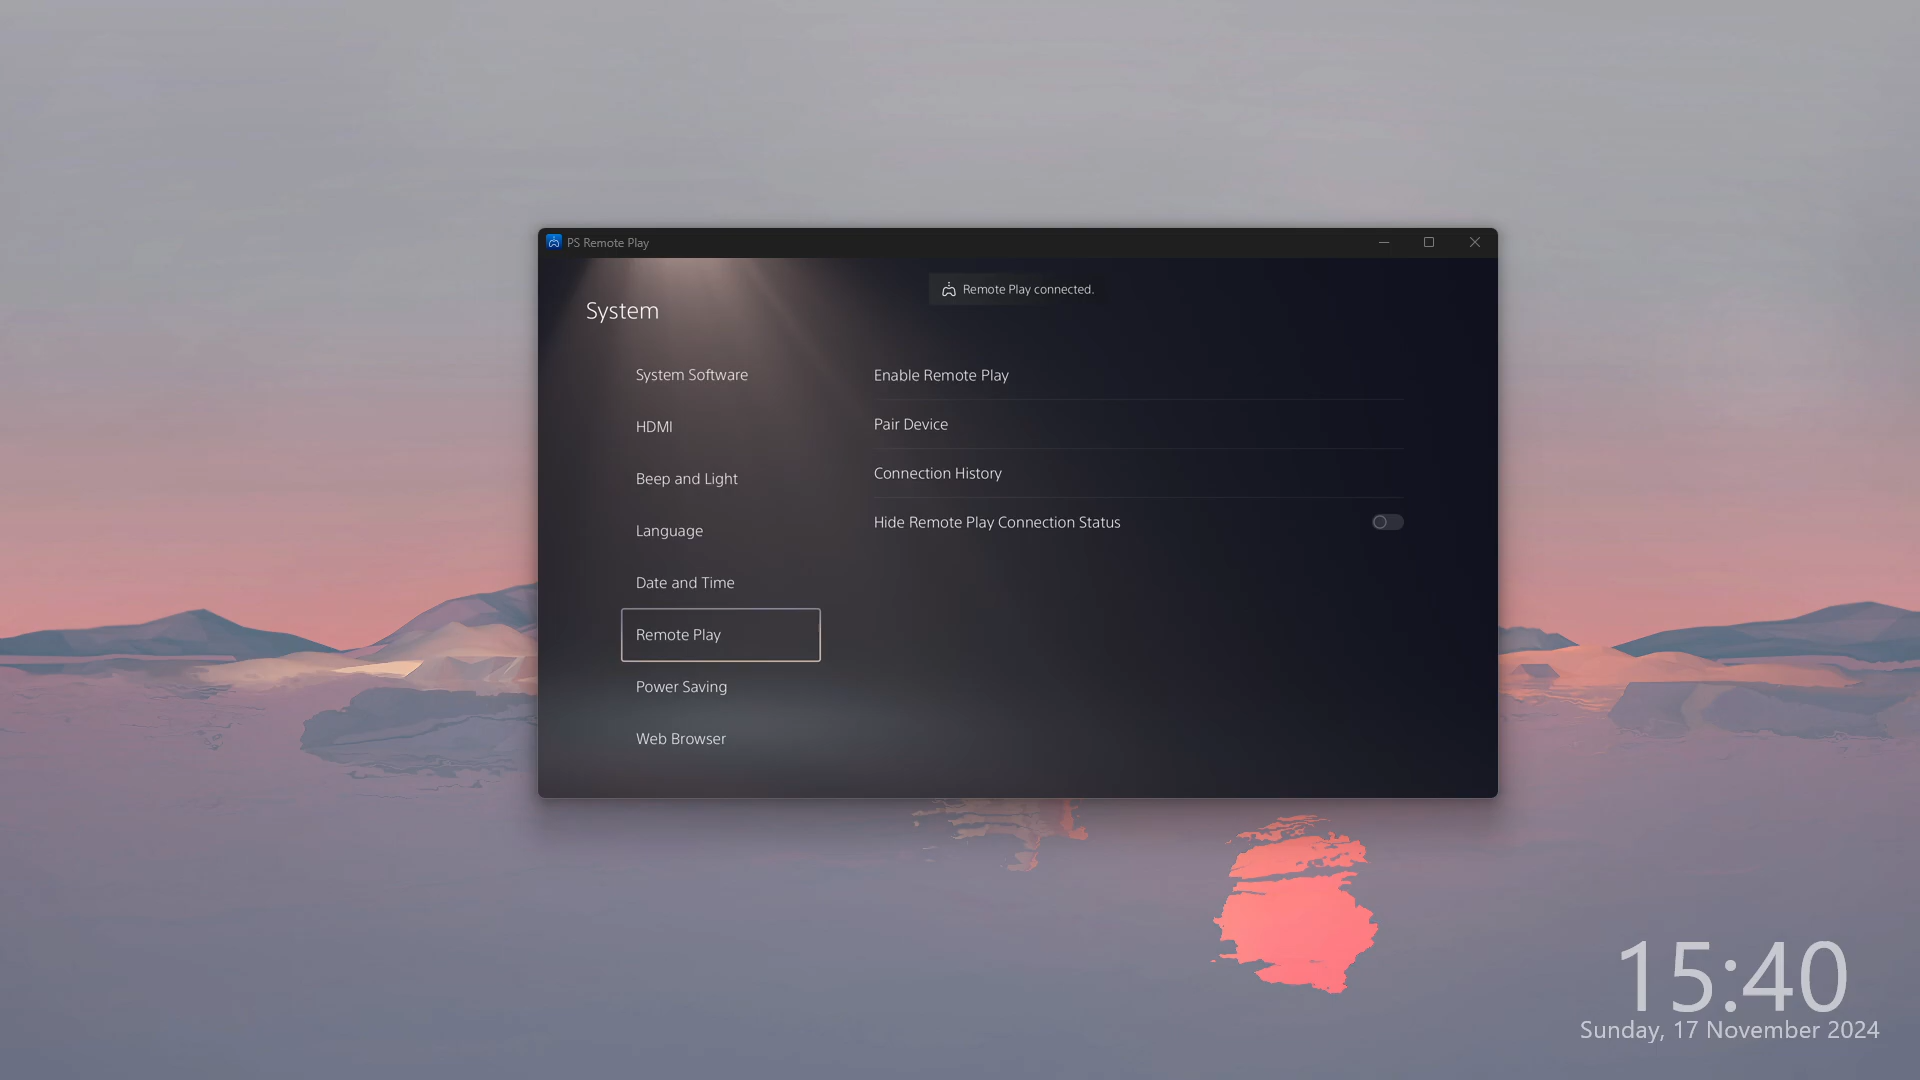 PS Remote Play
Remote Play connected.
System
System Software
HDMI
Beep and Light
Language
Date and Time
Remote Play
Power Saving
Web Browser
Enable Remote Play
Pair Device
Connection History
Hide Remote Play Connection Status
15:40
Sunday, 17 November 2024